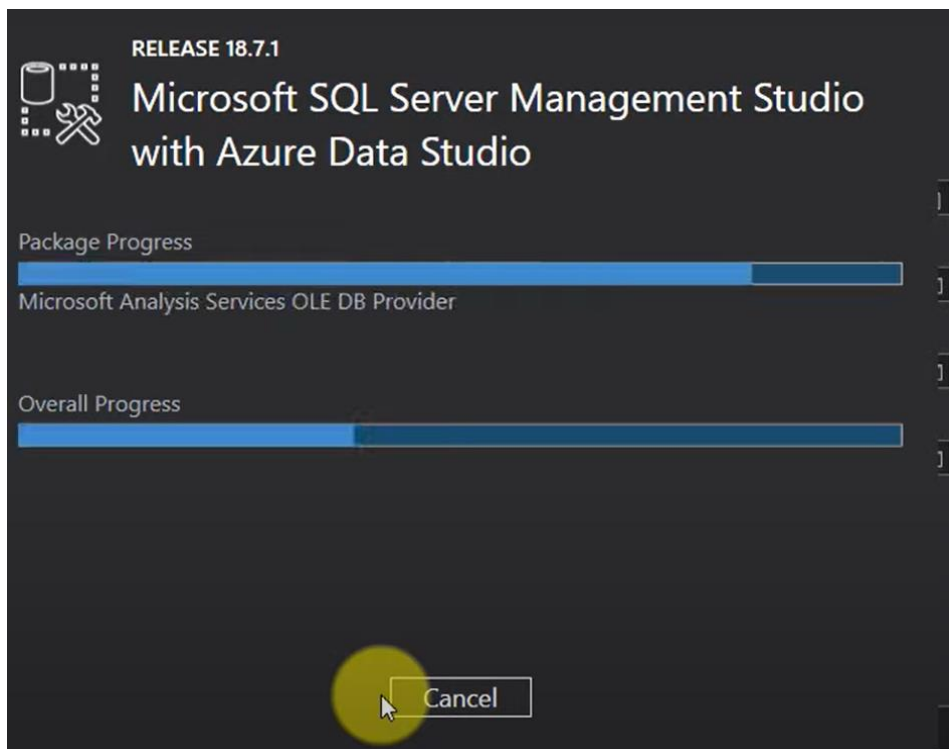 RELEASE 18.7.1
Microsoft SQL Server Management Studio
with Azure Data Studio
Package Progress
Microsoft Analysis Services OLE DB Provider
Overall Progress
Cancel